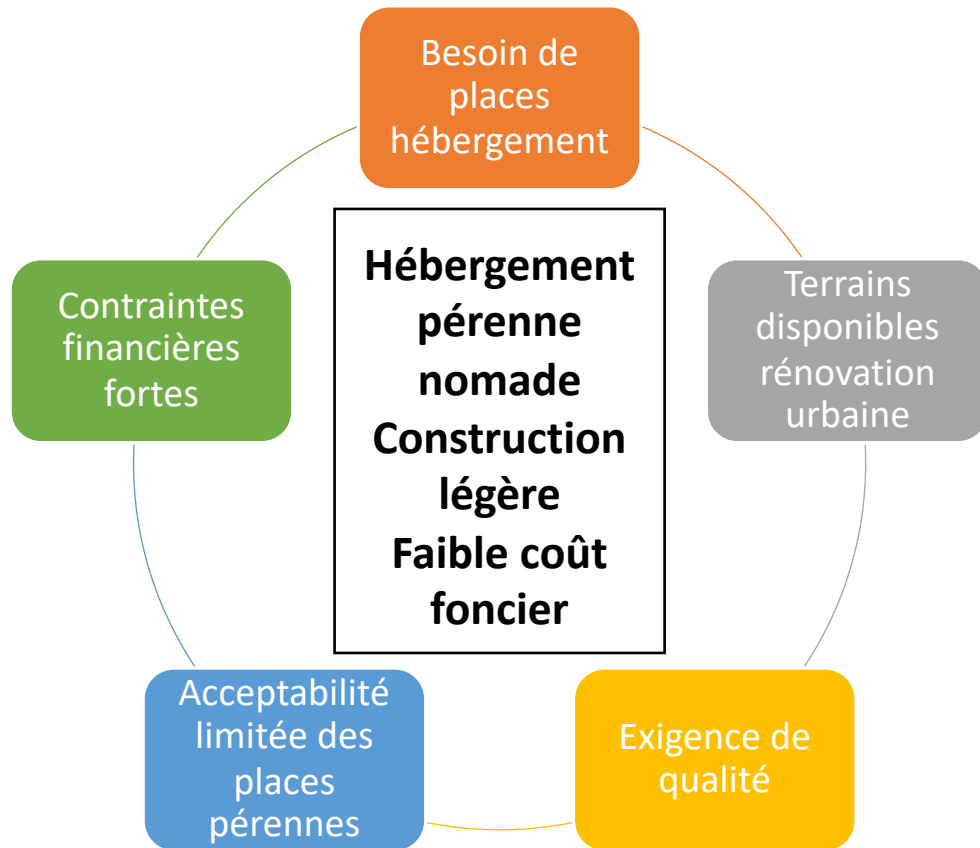 Besoin de
places
hébergement
Terrains
disponibles
rénovation
urbaine
Exigence de
qualité
Acceptabilité
limitée des
places
pérennes
Contraintes
financières
fortes
Hébergement
pérenne
nomade
Construction
légère
Faible coût
foncier